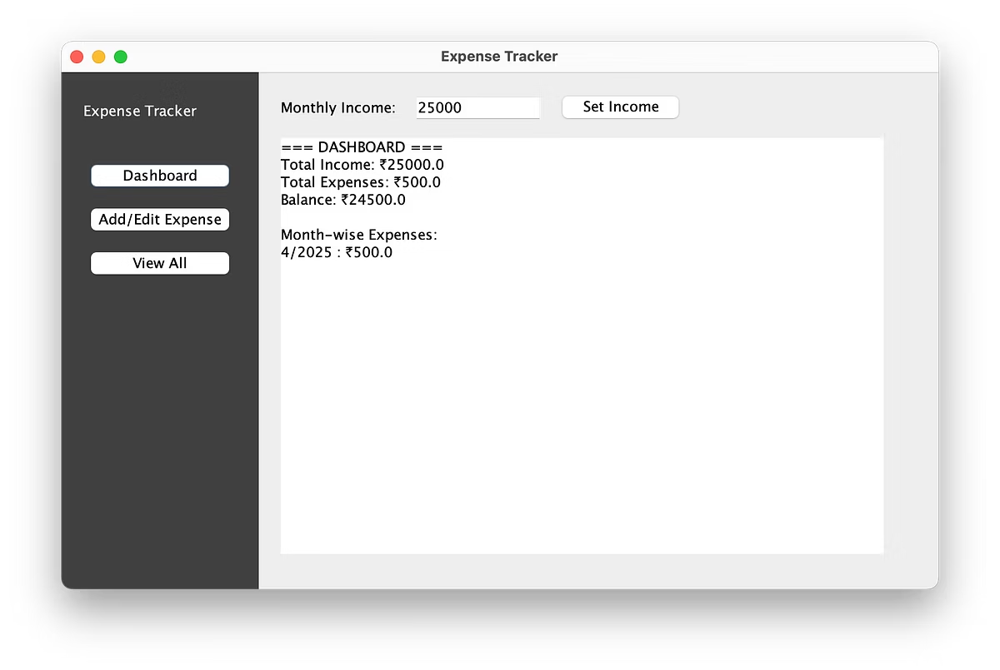 Expense Tracker
Expense Tracker
Dashboard
Add/Edit Expense
View All
Monthly Income: 25000 Set Income
=== DASHBOARD ===
Total Income: ₹25000.0
Total Expenses: ₹500.0
Balance: ₹24500.0
Month-wise Expenses:
4/2025 : ₹500.0